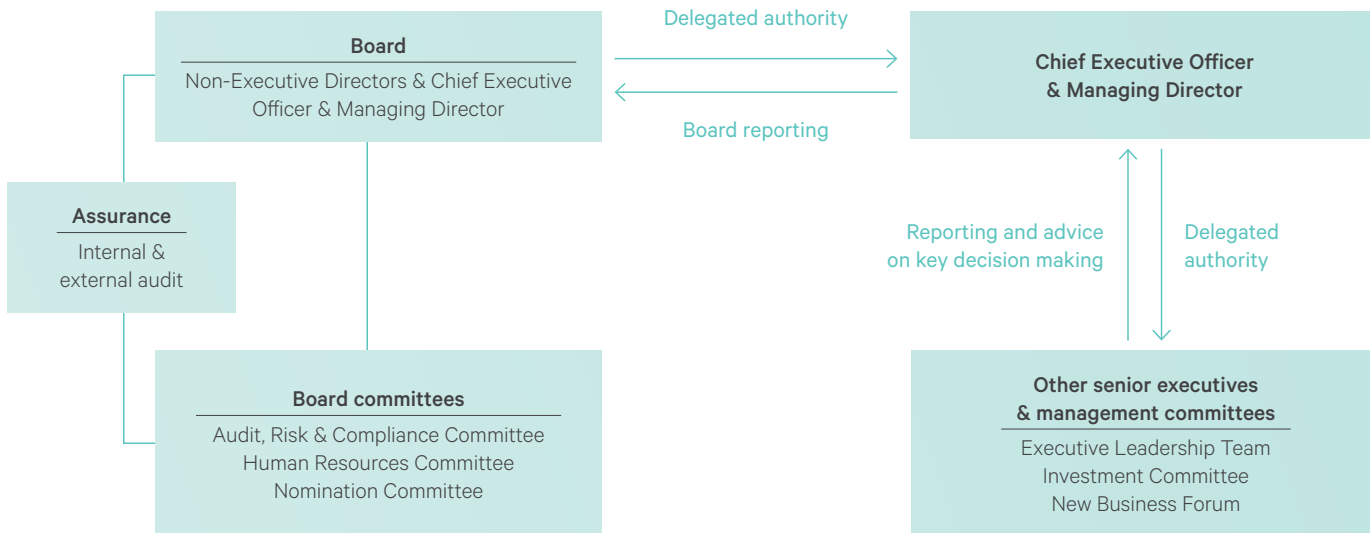 Delegated authority
Board
Non-Executive Directors & Chief Executive
Officer & Managing Director
Chief Executive Officer
& Managing Director
Board reporting
Assurance
Internal &
external audit
Reporting and advice
on key decision making
Delegated
authority
Board committees
Audit, Risk & Compliance Committee
Human Resources Committee
Nomination Committee
Other senior executives
& management committees
Executive Leadership Team
Investment Committee
New Business Forum